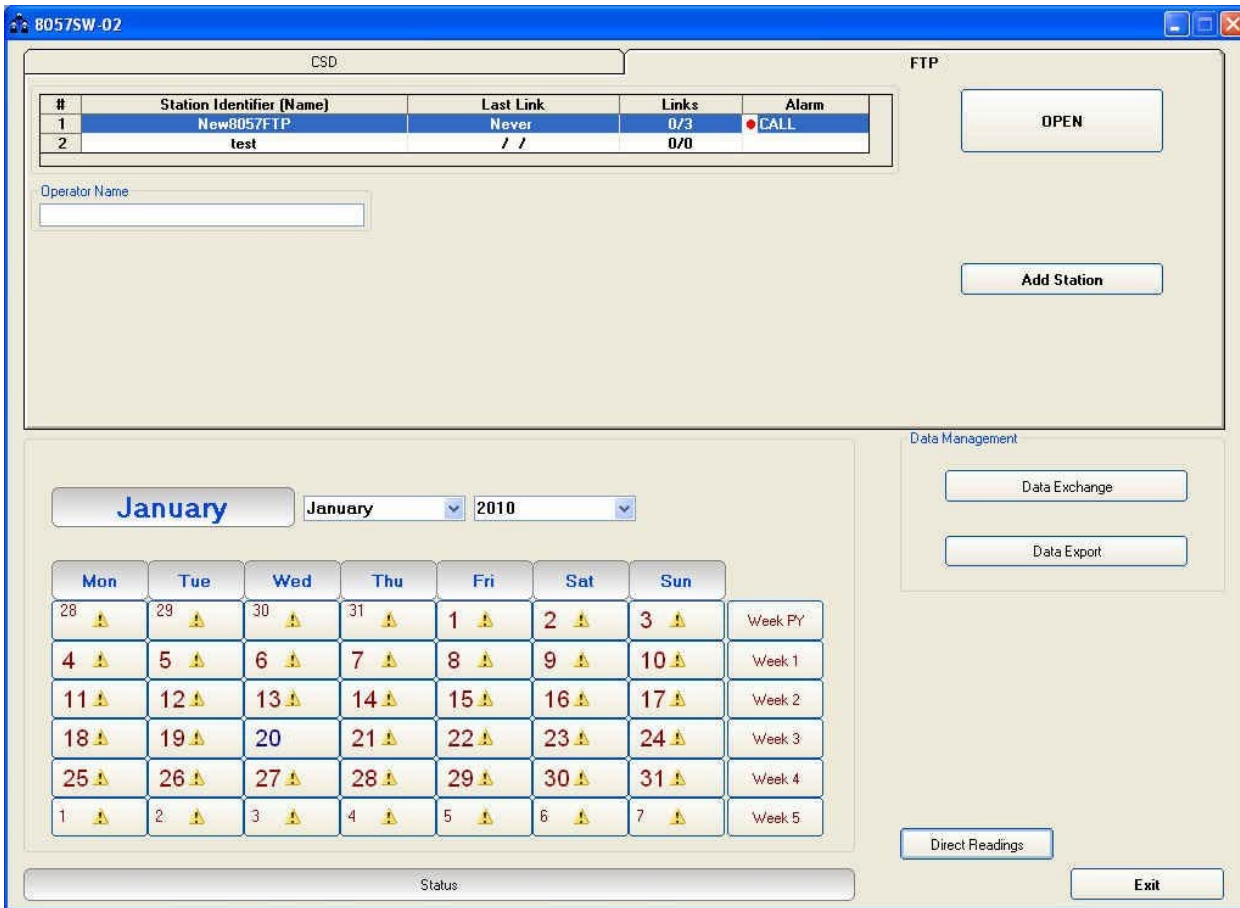 8057SW-02
CSD FTP
# Station Identifier (Name) Last Link Links Alarm
1 New8057FTP Never 0/3 CALL
2 test / / 0/0
OPEN
Operator Name
Add Station
Data Management
Data Exchange
Data Export
January January 2010
Mon Tue Wed Thu Fri Sat Sun
28 29 30 31 1 2 3 Week PY
4 5 6 7 8 9 10 Week 1
11 12 13 14 15 16 17 Week 2
18 19 20 21 22 23 24 Week 3
25 26 27 28 29 30 31 Week 4
1 2 3 4 5 6 7 Week 5
Direct Readings
Status
Exit